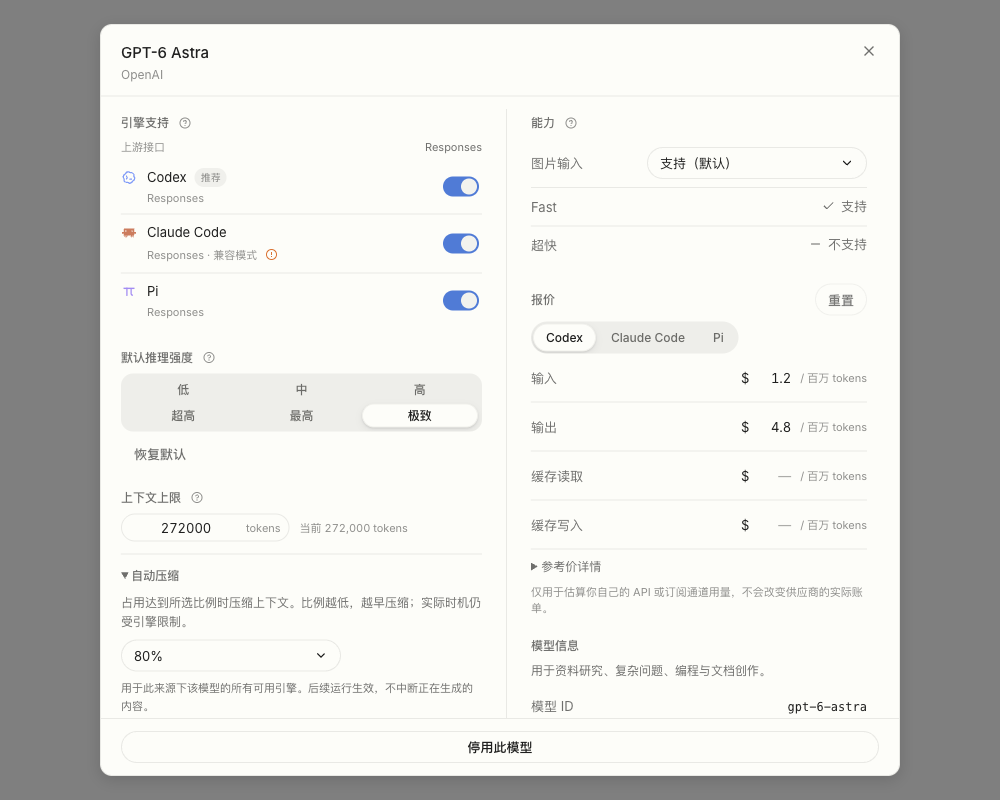 GPT-6 Astra
OpenAI
引擎支持
上游接口 Responses
Codex 推荐
Responses
Claude Code
Responses · 兼容模式
Pi
Responses
默认推理强度
低 中 高
超高 最高 极致
恢复默认
上下文上限
272000 tokens 当前 272,000 tokens
自动压缩
占用达到所选比例时压缩上下文。比例越低，越早压缩；实际时机仍
受引擎限制。
80%
用于此来源下该模型的所有可用引擎。后续运行生效，不中断正在生成的
内容。
能力
图片输入 支持（默认）
Fast 支持
超快 不支持
报价 重置
Codex Claude Code Pi
输入 $ 1.2 / 百万 tokens
输出 $ 4.8 / 百万 tokens
缓存读取 $ — / 百万 tokens
缓存写入 $ — / 百万 tokens
参考价详情
仅用于估算你自己的 API 或订阅通道用量，不会改变供应商的实际账
单。
模型信息
用于资料研究、复杂问题、编程与文档创作。
模型 ID gpt-6-astra
停用此模型